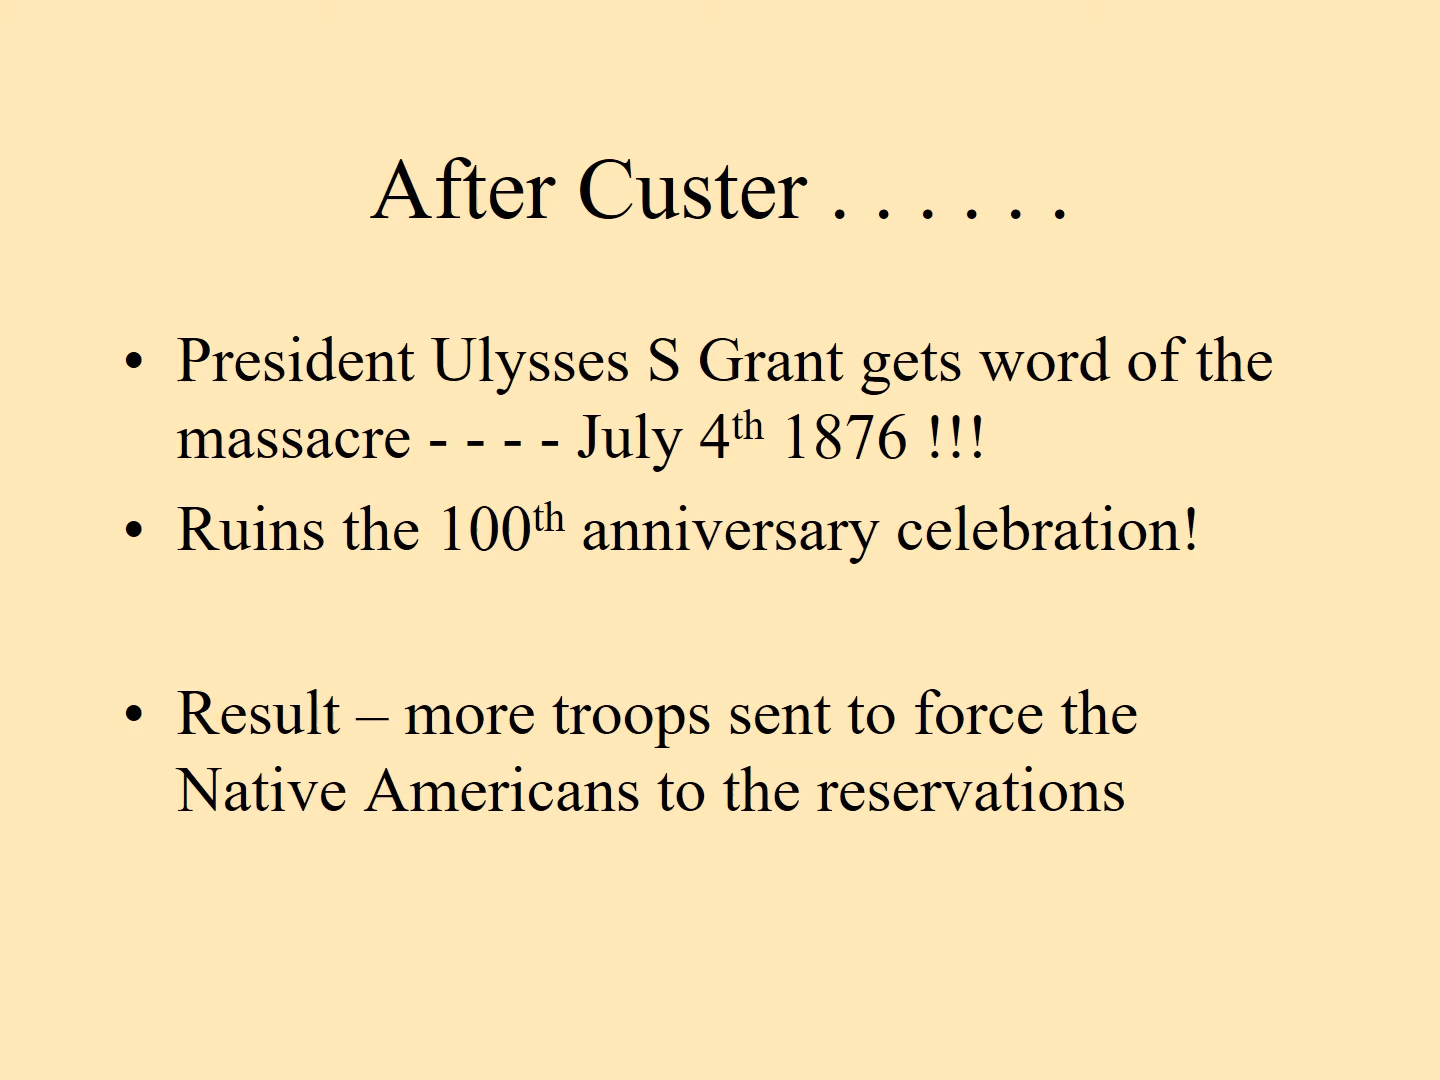 After Custer . . . . . .
• President Ulysses S Grant gets word of the
massacre - - - - July 4th 1876 !!!
• Ruins the 100th anniversary celebration!
• Result – more troops sent to force the
Native Americans to the reservations